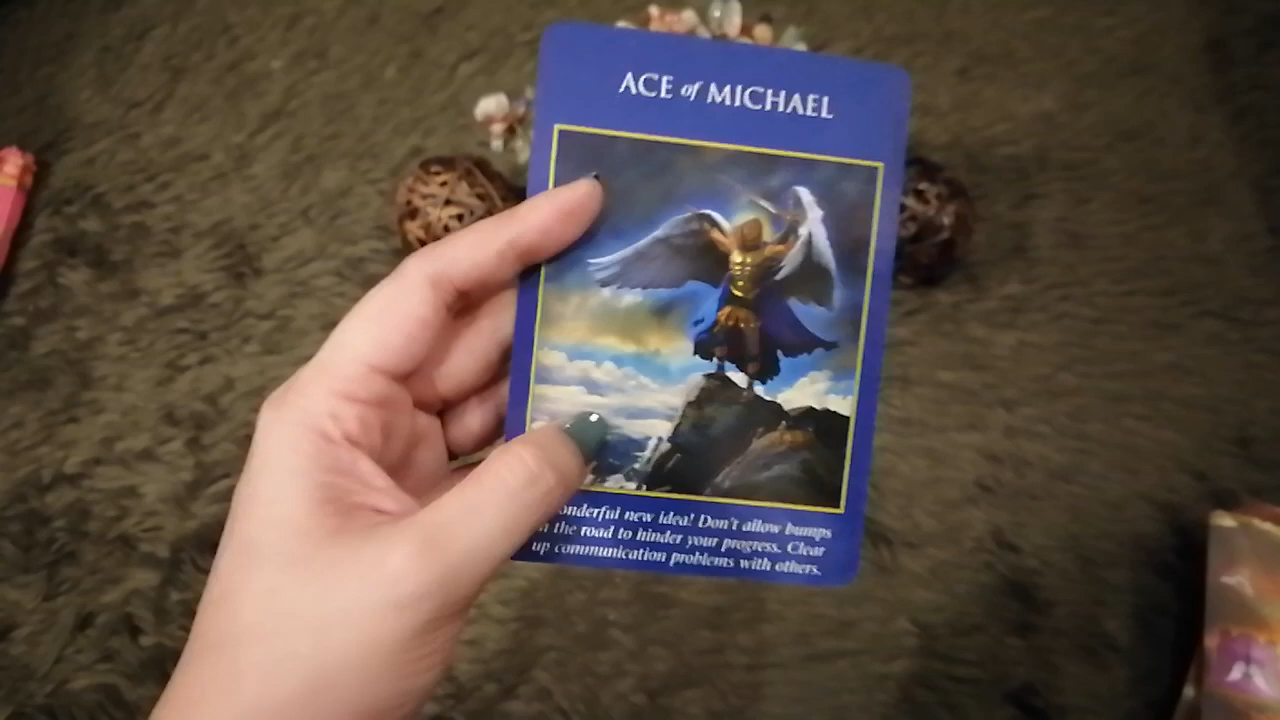 ACE of MICHAEL
onderful new idea! Don't allow bumps
the road to hinder your progress. Clear
up communication problems with others.